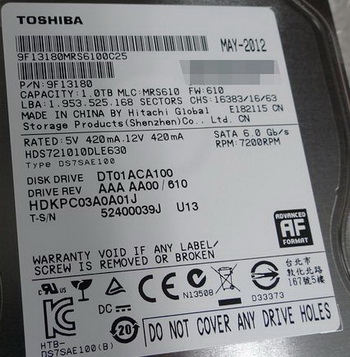 TOSHIBA
MAY-2012
9F13180MRS6100C25
P/N: 9F13180
CAPACITY: 1.0TB MLC: MRS610 FW: 610
LBA: 1,953,525,168 SECTORS CHS: 16383/16/63
MADE IN CHINA BY Hitachi Global E182115 CN
Storage Products(Shenzhen)Co., Ltd. CN
RATED: 5V 420mA.12V 420mA SATA 6.0 Gb/s
HDS721010DLE630 RPM: 7200RPM
Type DS7SAE100
DISK DRIVE DT01ACA100
DRIVE REV AAA AA00/610
HDKPC03A0A01J
T-S/N 52400039J U13
ADVANCED
AF
FORMAT
WARRANTY VOID IF ANY LABEL/
SCREW IS REMOVED OR BROKEN
台北市
敦化北路
167號5樓
N13508
D33373
DC
20
HTB-
DS7SAE100(B)
DO NOT COVER ANY DRIVE HOLES